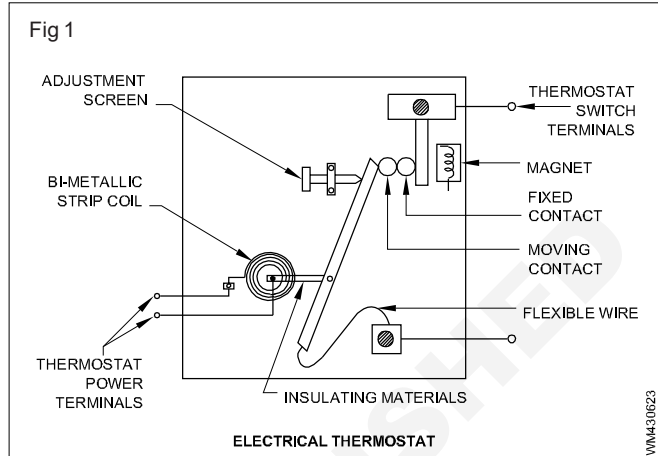 Fig 1
ADJUSTMENT
SCREEN
BI-METALLIC
STRIP COIL
THERMOSTAT
POWER
TERMINALS
THERMOSTAT
SWITCH
TERMINALS
MAGNET
FIXED
CONTACT
MOVING
CONTACT
FLEXIBLE WIRE
INSULATING MATERIALS
ELECTRICAL THERMOSTAT
WM430623
SHED